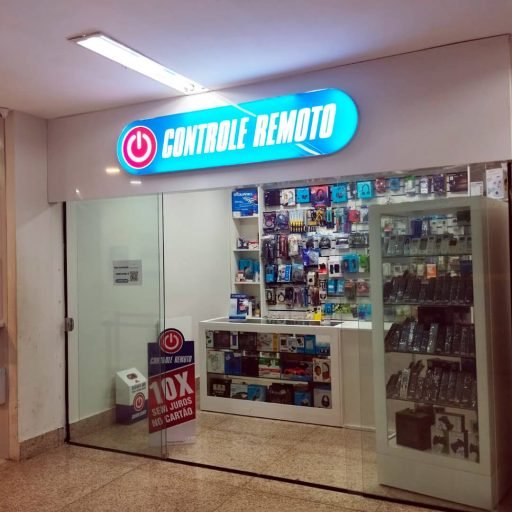 CONTROLE REMOTO
CONTROLE REMOTO
10X
SEM JUROS
NO CARTÃO